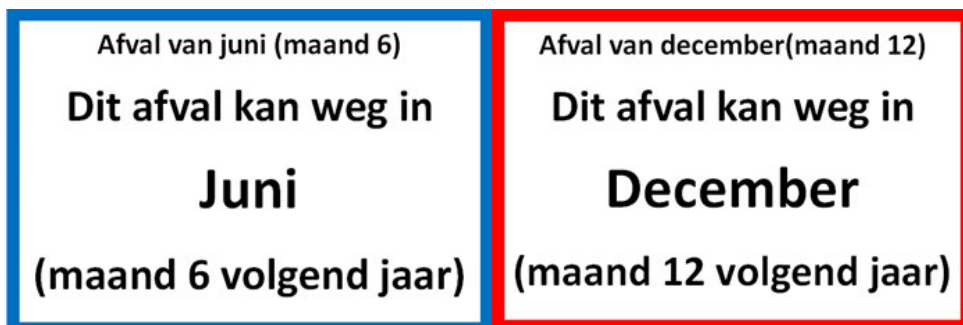 Afval van juni (maand 6)
Dit afval kan weg in
Juni
(maand 6 volgend jaar)
Afval van december(maand 12)
Dit afval kan weg in
December
(maand 12 volgend jaar)